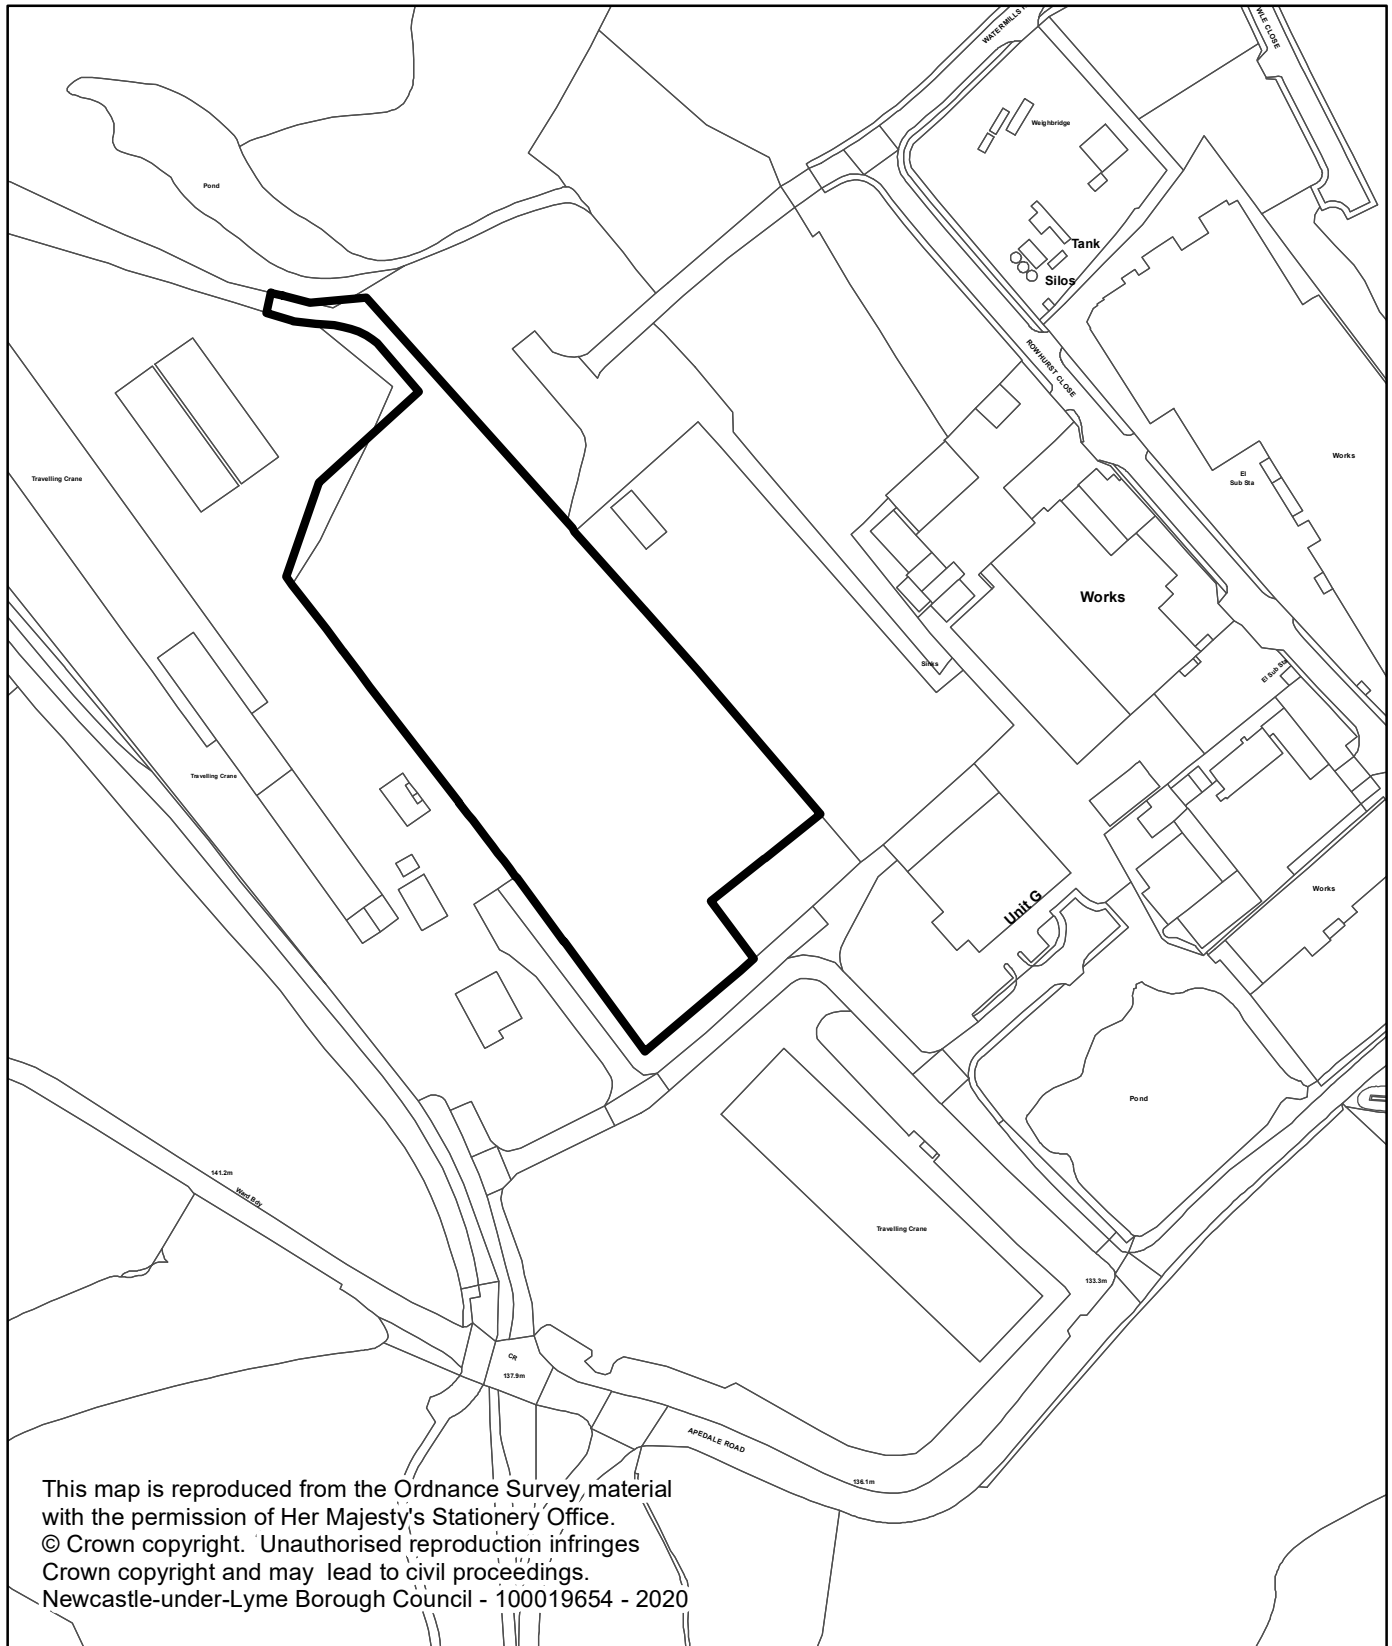 WATERMILLS
WLE CLOSE
Weighbridge
Pond
Tank
Silos
ROWHURST CLOSE
Works
El
Sub Sta
Travelling Crane
Works
Sinks
El Sub Sta
Travelling Crane
Works
Unit G
Pond
141.2m
Ward Bdy
Travelling Crane
133.3m
CR
137.9m
APEDALE ROAD
136.1m
This map is reproduced from the Ordnance Survey material
with the permission of Her Majesty's Stationery Office.
© Crown copyright. Unauthorised reproduction infringes
Crown copyright and may lead to civil proceedings.
Newcastle-under-Lyme Borough Council - 100019654 - 2020